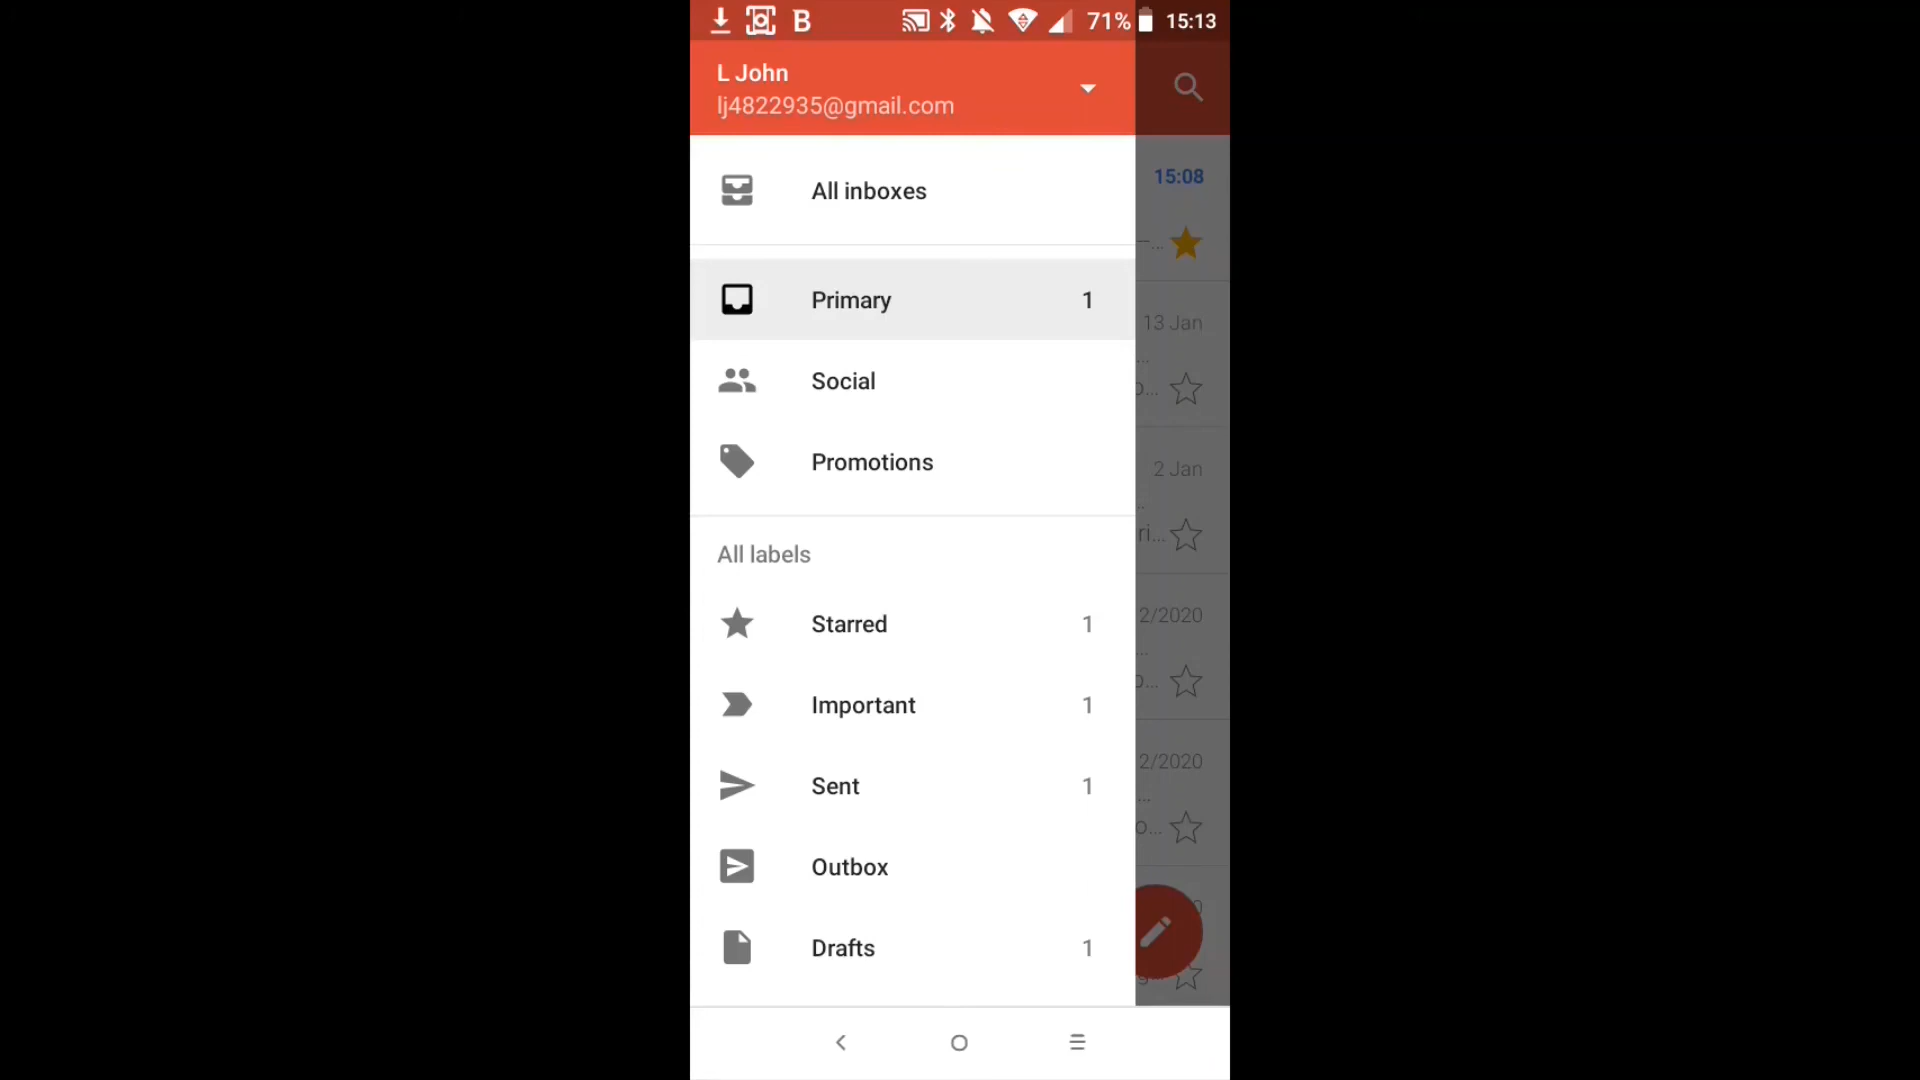 B 71% 15:13
L John
lj4822935@gmail.com
15:08
All inboxes
Primary 1
13 Jan
Social
Promotions
2 Jan
ri...
All labels
Starred 1
2/2020
Important 1
Sent 1
2/2020
o...
Outbox
Drafts 1